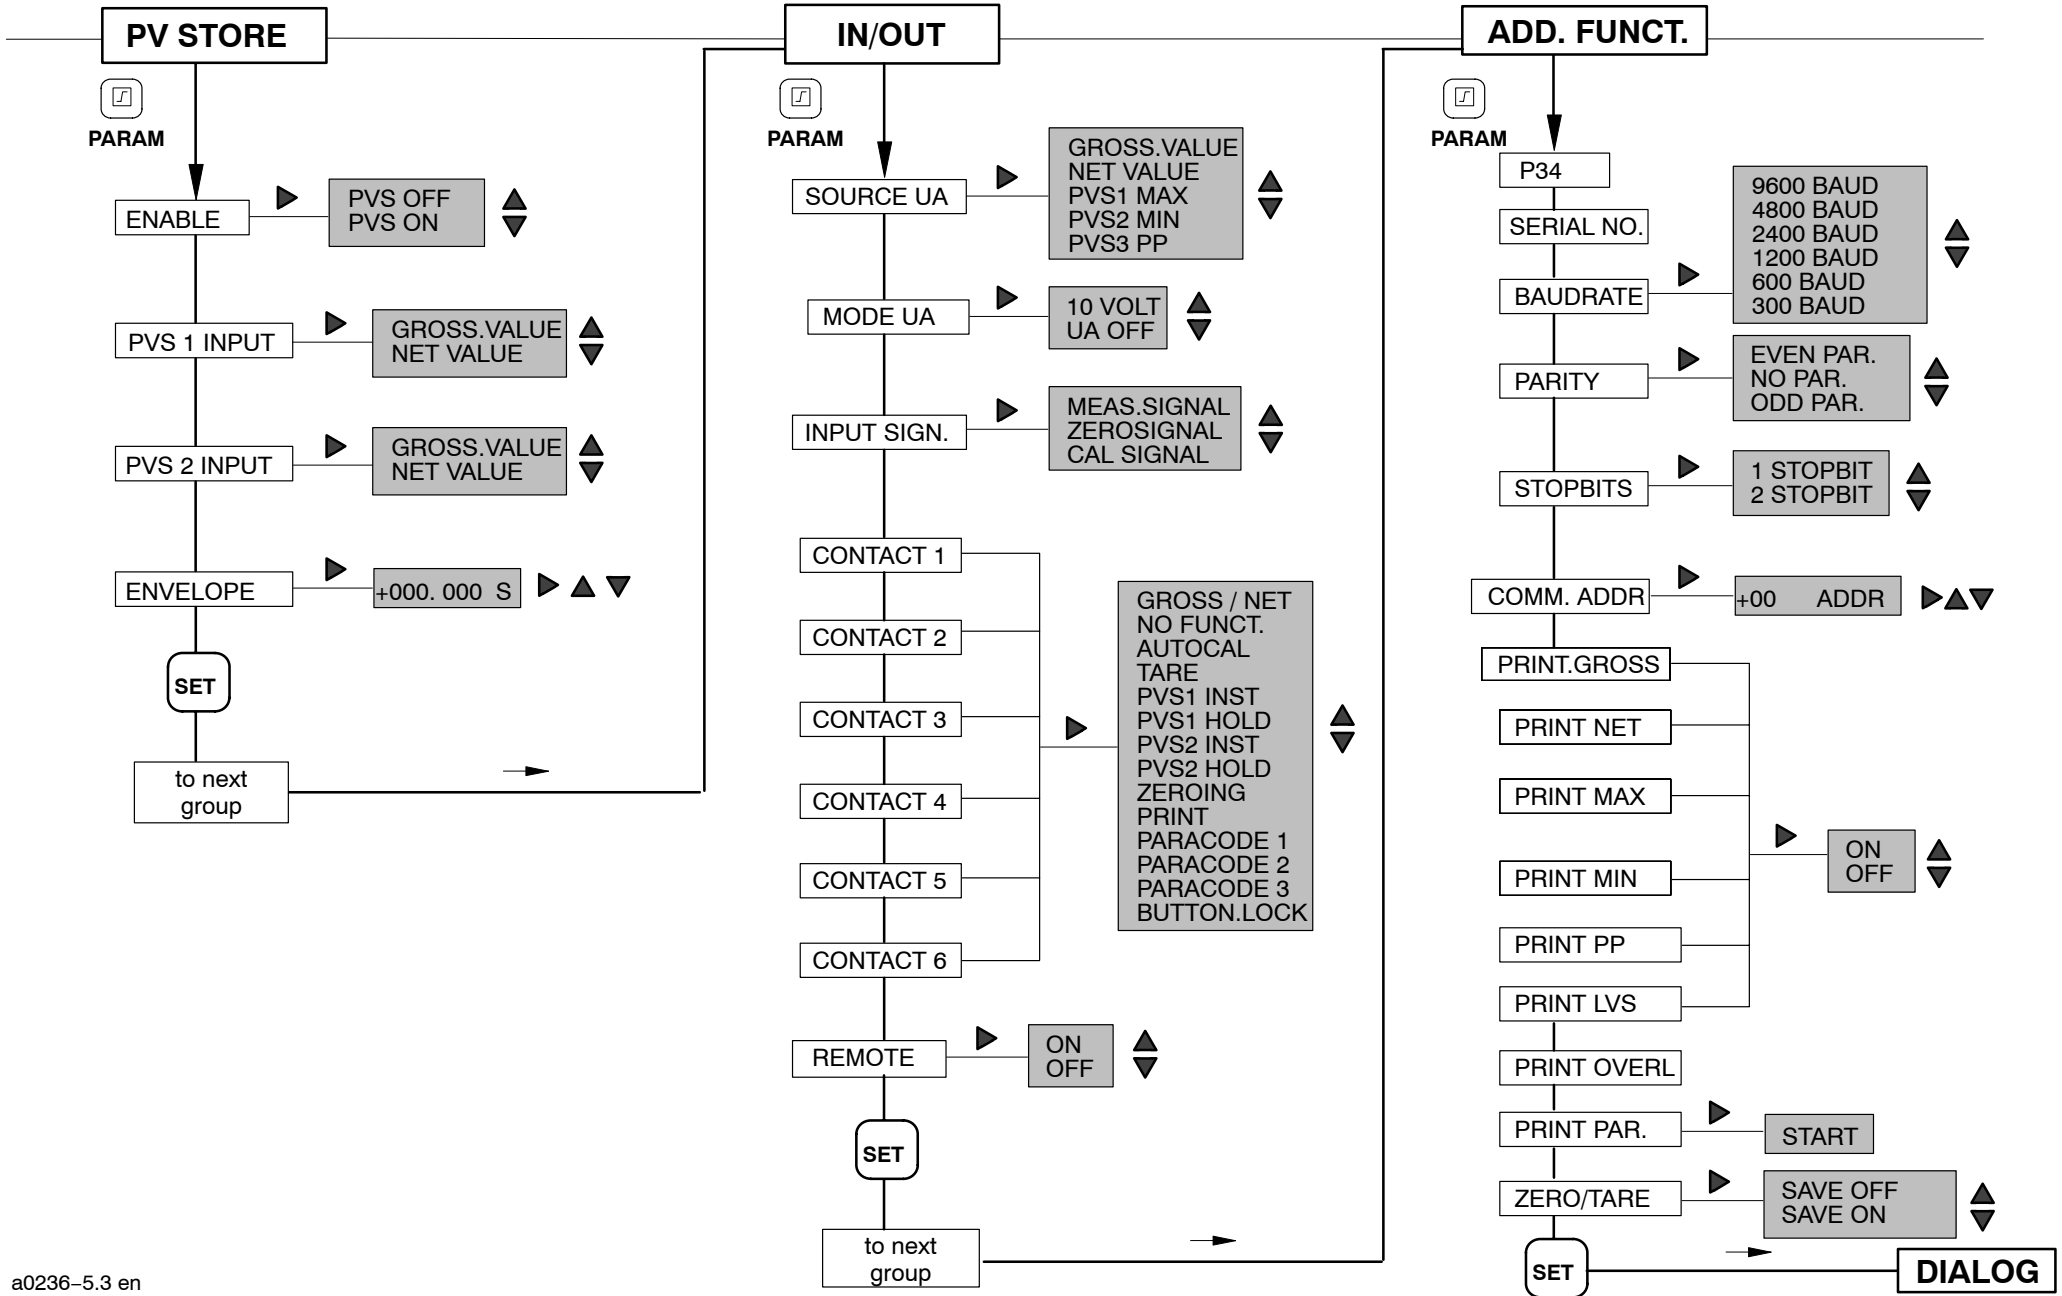 PV STORE
PARAM
ENABLE
PVS OFF
PVS ON
PVS 1 INPUT
GROSS.VALUE
NET VALUE
PVS 2 INPUT
GROSS.VALUE
NET VALUE
ENVELOPE
+000. 000 S
SET
to next
group
IN/OUT
PARAM
SOURCE UA
GROSS.VALUE
NET VALUE
PVS1 MAX
PVS2 MIN
PVS3 PP
MODE UA
10 VOLT
UA OFF
INPUT SIGN.
MEAS.SIGNAL
ZEROSIGNAL
CAL SIGNAL
CONTACT 1
CONTACT 2
CONTACT 3
CONTACT 4
CONTACT 5
CONTACT 6
GROSS / NET
NO FUNCT.
AUTOCAL
TARE
PVS1 INST
PVS1 HOLD
PVS2 INST
PVS2 HOLD
ZEROING
PRINT
PARACODE 1
PARACODE 2
PARACODE 3
BUTTON.LOCK
REMOTE
ON
OFF
SET
to next
group
ADD. FUNCT.
PARAM
P34
SERIAL NO.
BAUDRATE
9600 BAUD
4800 BAUD
2400 BAUD
1200 BAUD
600 BAUD
300 BAUD
PARITY
EVEN PAR.
NO PAR.
ODD PAR.
STOPBITS
1 STOPBIT
2 STOPBIT
COMM. ADDR
+00 ADDR
PRINT.GROSS
PRINT NET
PRINT MAX
PRINT MIN
PRINT PP
PRINT LVS
ON
OFF
PRINT OVERL
PRINT PAR.
START
ZERO/TARE
SAVE OFF
SAVE ON
SET
DIALOG
a0236−5.3 en